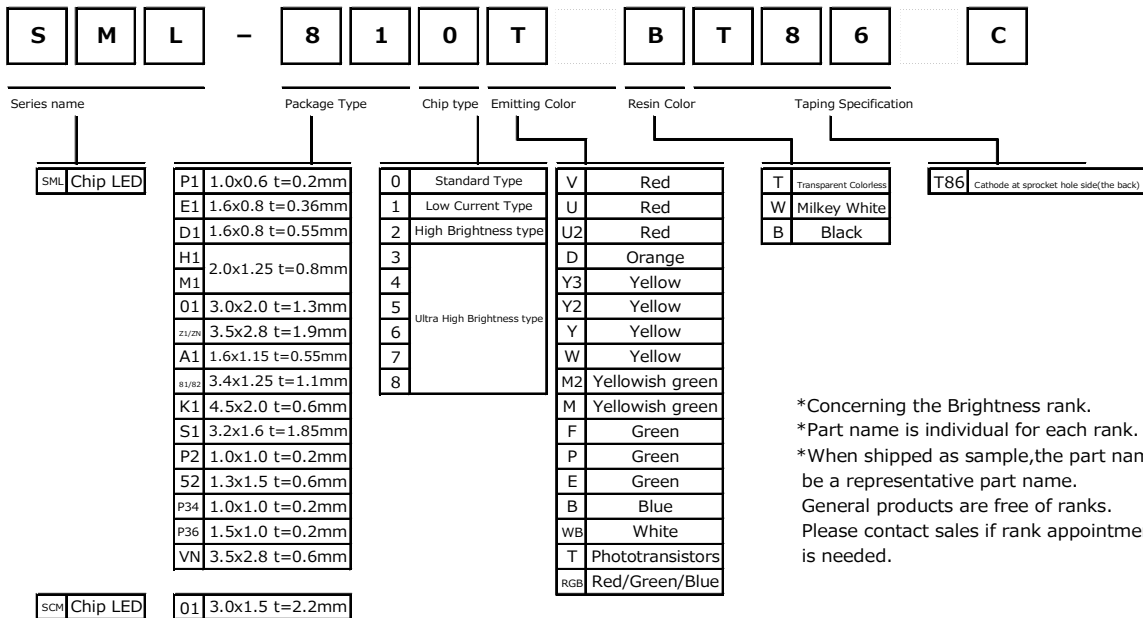 S M L – 8 1 0 T B T 8 6 C
Series name Package Type Chip type Emitting Color Resin Color Taping Specification
SML Chip LED
P1 1.0x0.6 t=0.2mm
E1 1.6x0.8 t=0.36mm
D1 1.6x0.8 t=0.55mm
H1 2.0x1.25 t=0.8mm
M1
01 3.0x2.0 t=1.3mm
Z1/ZN 3.5x2.8 t=1.9mm
A1 1.6x1.15 t=0.55mm
81/82 3.4x1.25 t=1.1mm
K1 4.5x2.0 t=0.6mm
S1 3.2x1.6 t=1.85mm
P2 1.0x1.0 t=0.2mm
52 1.3x1.5 t=0.6mm
P34 1.0x1.0 t=0.2mm
P36 1.5x1.0 t=0.2mm
VN 3.5x2.8 t=0.6mm
SCM Chip LED
01 3.0x1.5 t=2.2mm
0 Standard Type
1 Low Current Type
2 High Brightness type
3
4
5
Ultra High Brightness type
6
7
8
V Red
U Red
U2 Red
D Orange
Y3 Yellow
Y2 Yellow
Y Yellow
W Yellow
M2 Yellowish green
M Yellowish green
F Green
P Green
E Green
B Blue
WB White
T Phototransistors
RGB Red/Green/Blue
T Transparent Colorless
W Milkey White
B Black
T86 Cathode at sprocket hole side(the back)
*Concerning the Brightness rank.
*Part name is individual for each rank.
*When shipped as sample,the part nam
be a representative part name.
General products are free of ranks.
Please contact sales if rank appointme
is needed.